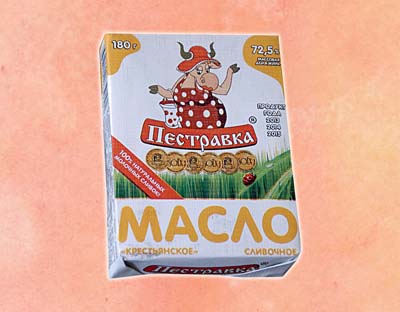 180 г
72,5%
МАССОВАЯ
ДОЛЯ ЖИРА
ПРОДУКТ
ГОДА
2013
2014
2015
ПЕСТРАВКА
100% НАТУРАЛЬНЫХ
МОЛОЧНЫХ СЛИВОК!
МАСЛО
«КРЕСТЬЯНСКОЕ»
СЛИВОЧНОЕ
ПЕСТРАВКА